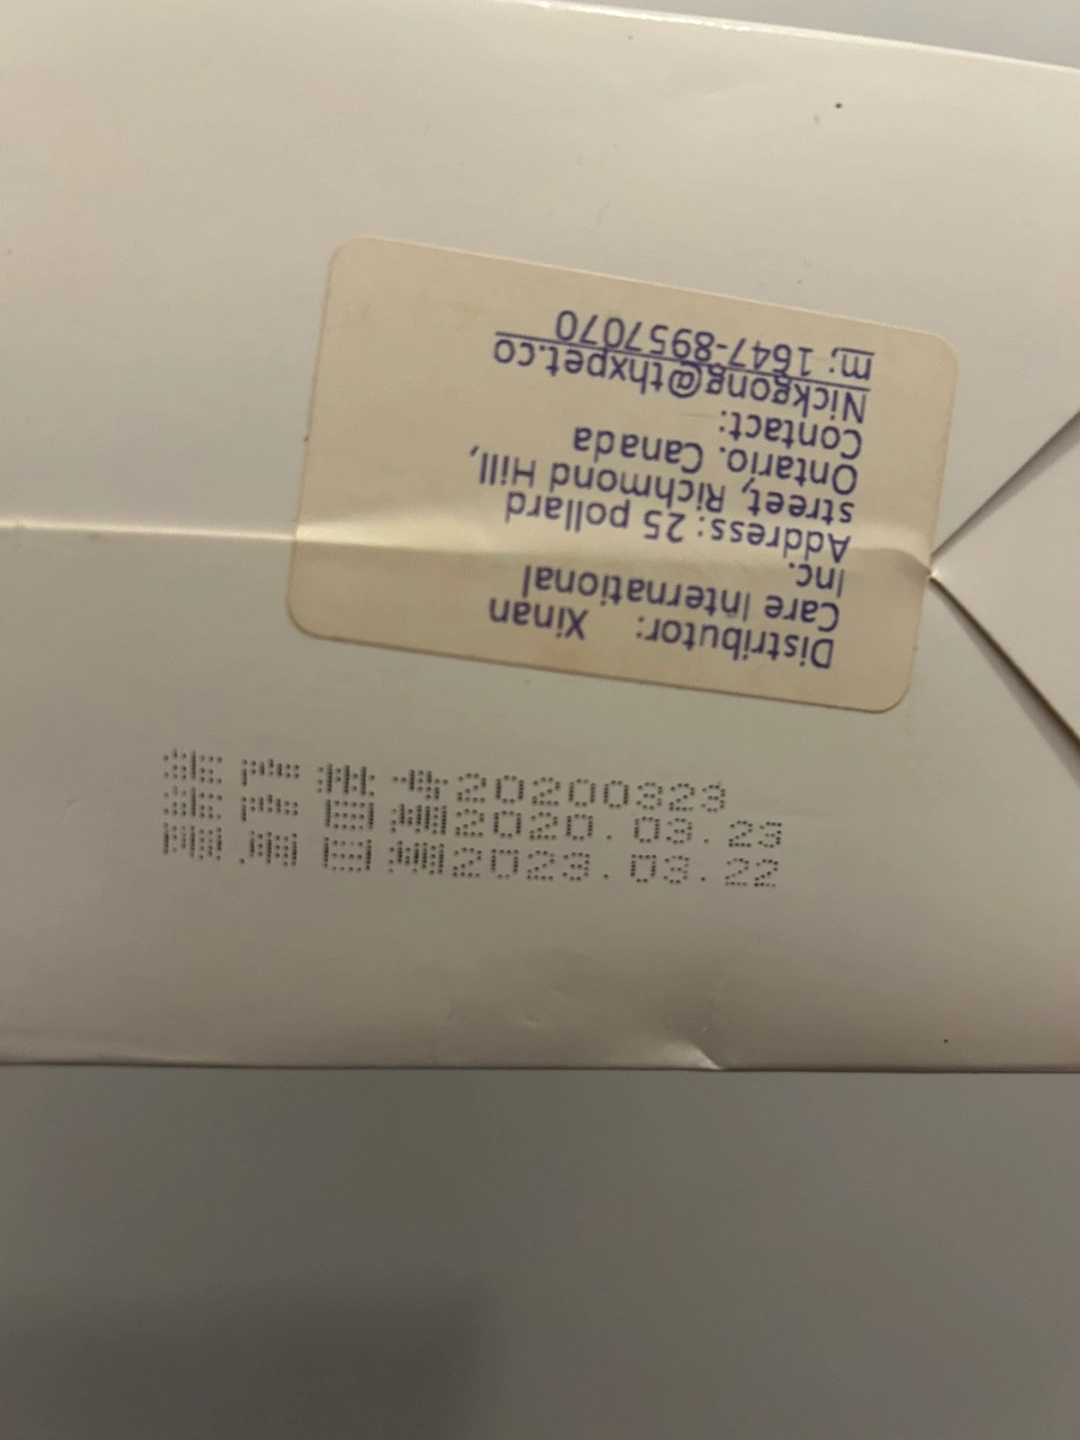 Distributor: Xinan
Care International
Inc.
Address: 25 pollard
street, Richmond Hill,
Ontario. Canada
Contact:
Nickgong@thxpet.co
m; 1647-8957070
生产批号20200323
生产日期2020.03.23
限用日期2023.03.22